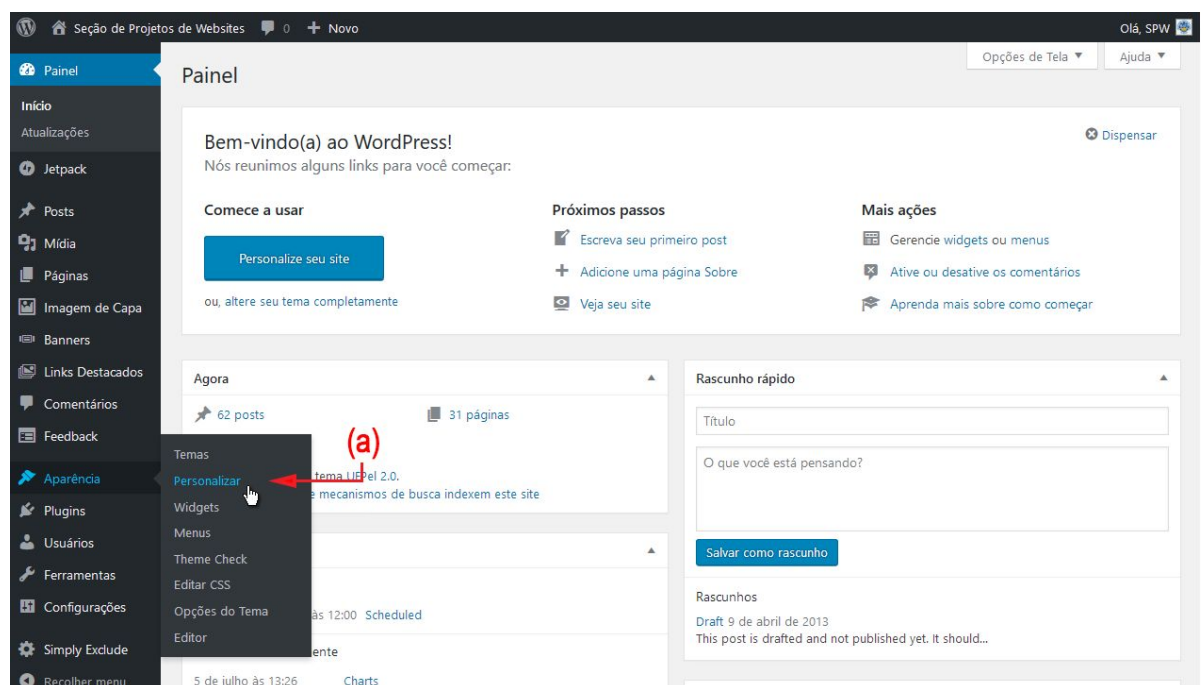 Seção de Projetos de Websites 0 + Novo Olá, SPW
Opções de Tela ▼ Ajuda ▼
Painel
Início
Atualizações
Jetpack
Posts
Mídia
Páginas
Imagem de Capa
Banners
Links Destacados
Comentários
Feedback
Aparência
Plugins
Usuários
Ferramentas
Configurações
Simply Exclude
Recolher menu
Temas
Personalizar
Widgets
Menus
Theme Check
Editar CSS
Opções do Tema
Editor
(a)
Painel
Bem-vindo(a) ao WordPress!
Dispensar
Nós reunimos alguns links para você começar:
Comece a usar
Personalize seu site
ou, altere seu tema completamente
Próximos passos
Escreva seu primeiro post
Adicione uma página Sobre
Veja seu site
Mais ações
Gerencie widgets ou menus
Ative ou desative os comentários
Aprenda mais sobre como começar
Agora
62 posts 31 páginas
tema UFPel 2.0.
mecanismos de busca indexem este site
às 12:00 Scheduled
ente
5 de julho às 13:26 Charts
Rascunho rápido
Título
O que você está pensando?
Salvar como rascunho
Rascunhos
Draft 9 de abril de 2013
This post is drafted and not published yet. It should...